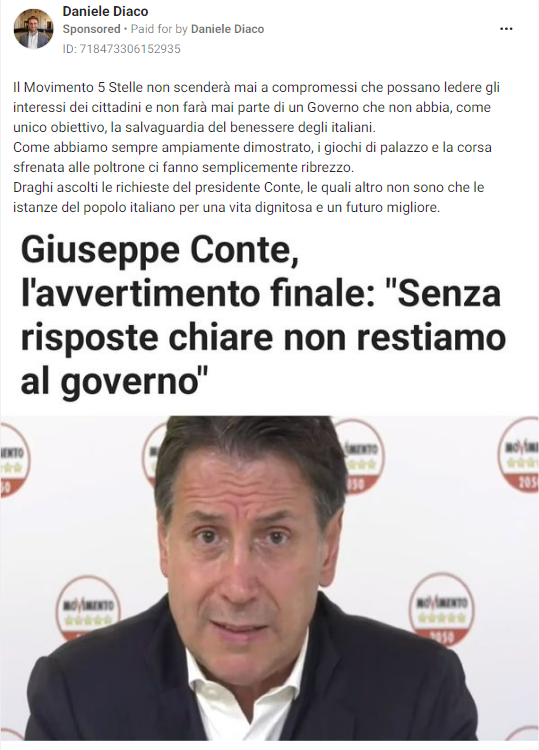 Daniele Diaco
Sponsored • Paid for by Daniele Diaco
ID: 718473306152935
Il Movimento 5 Stelle non scenderà mai a compromessi che possano ledere gli
interessi dei cittadini e non farà mai parte di un Governo che non abbia, come
unico obiettivo, la salvaguardia del benessere degli italiani.
Come abbiamo sempre ampiamente dimostrato, i giochi di palazzo e la corsa
sfrenata alle poltrone ci fanno semplicemente ribrezzo.
Draghi ascolti le richieste del presidente Conte, le quali altro non sono che le
istanze del popolo italiano per una vita dignitosa e un futuro migliore.
Giuseppe Conte,
l'avvertimento finale: "Senza
risposte chiare non restiamo
al governo"
MOVIMENTO
2050
MOVIMENTO
2050